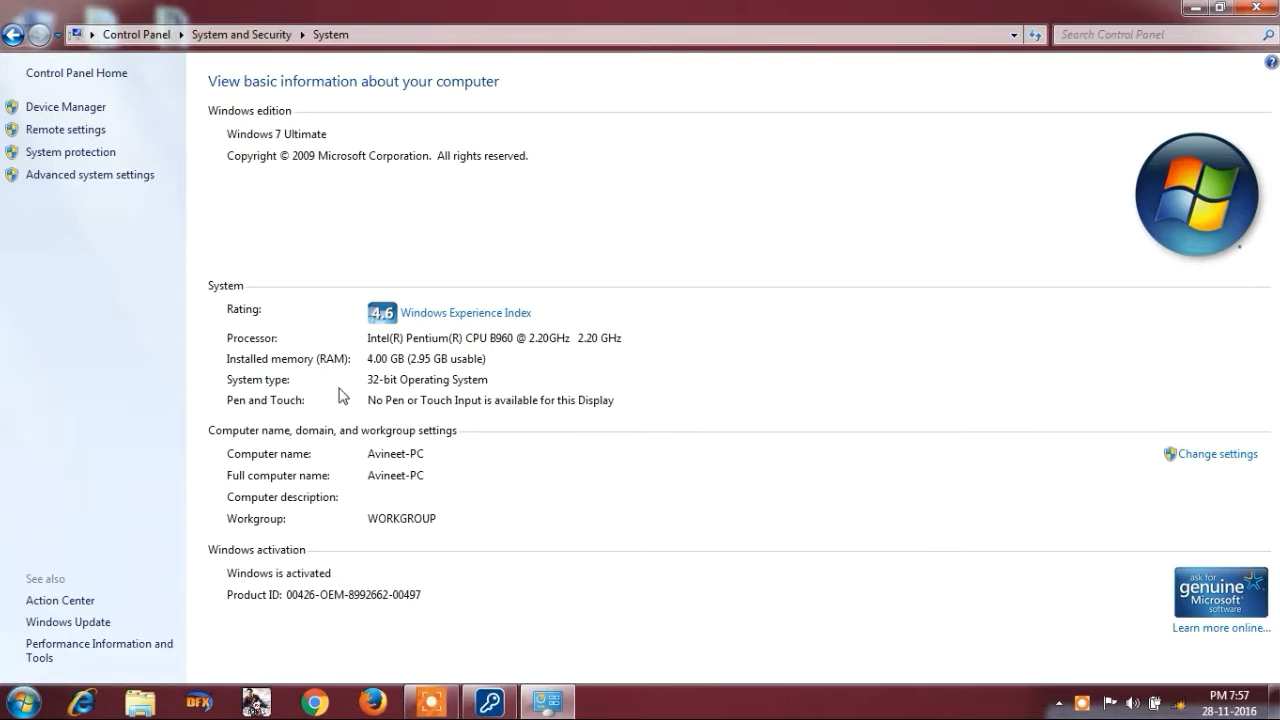 Control Panel System and Security System
Search Control Panel
Control Panel Home
Device Manager
Remote settings
System protection
Advanced system settings
See also
Action Center
Windows Update
Performance Information and
Tools
View basic information about your computer
Windows edition
Windows 7 Ultimate
Copyright © 2009 Microsoft Corporation. All rights reserved.
System
Rating: 4.6 Windows Experience Index
Processor: Intel(R) Pentium(R) CPU B960 @ 2.20GHz 2.20 GHz
Installed memory (RAM): 4.00 GB (2.95 GB usable)
System type: 32-bit Operating System
Pen and Touch: No Pen or Touch Input is available for this Display
Computer name, domain, and workgroup settings
Computer name: Avineet-PC
Change settings
Full computer name: Avineet-PC
Computer description:
Workgroup: WORKGROUP
Windows activation
Windows is activated
Product ID: 00426-OEM-8992662-00497
ask for
genuine
Microsoft
software
Learn more online...
DFX
PM 7:57
28-11-2016